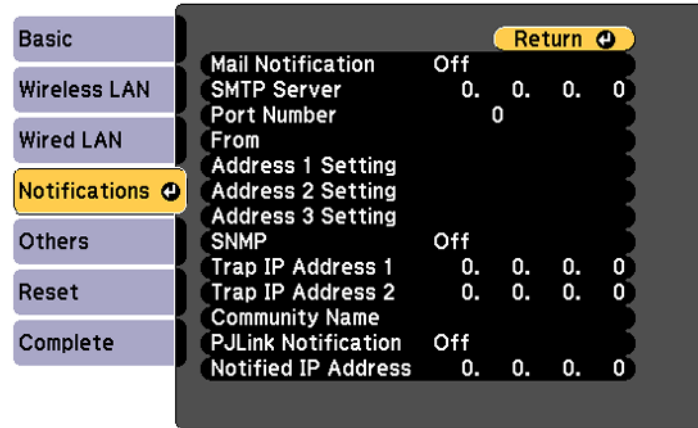 Basic
Wireless LAN
Wired LAN
Notifications
Others
Reset
Complete
Return
Mail Notification Off
SMTP Server 0. 0. 0. 0
Port Number 0
From
Address 1 Setting
Address 2 Setting
Address 3 Setting
SNMP Off
Trap IP Address 1 0. 0. 0. 0
Trap IP Address 2 0. 0. 0. 0
Community Name
PJLink Notification Off
Notified IP Address 0. 0. 0. 0